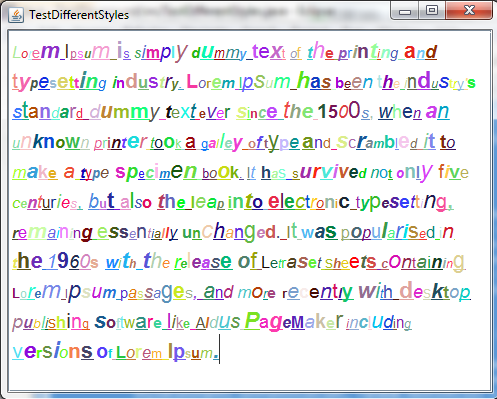 TestDifferentStyles
Lorem Ipsum is simply dummy text of the printing and
typesetting industry. Lorem Ipsum has been the industry's
standard dummy text ever since the 1500s, when an
unknown printer took a galley of type and scrambled it to
make a type specimen book. It has survived not only five
centuries, but also the leap into electronic typesetting,
remaining essentially unchanged. It was popularised in
the 1960s with the release of Letraset sheets cOntaining
Lorem Ipsum passages, and more recently with desktop
publishing software like Aldus PageMaker including
versions of Lorem Ipsum.